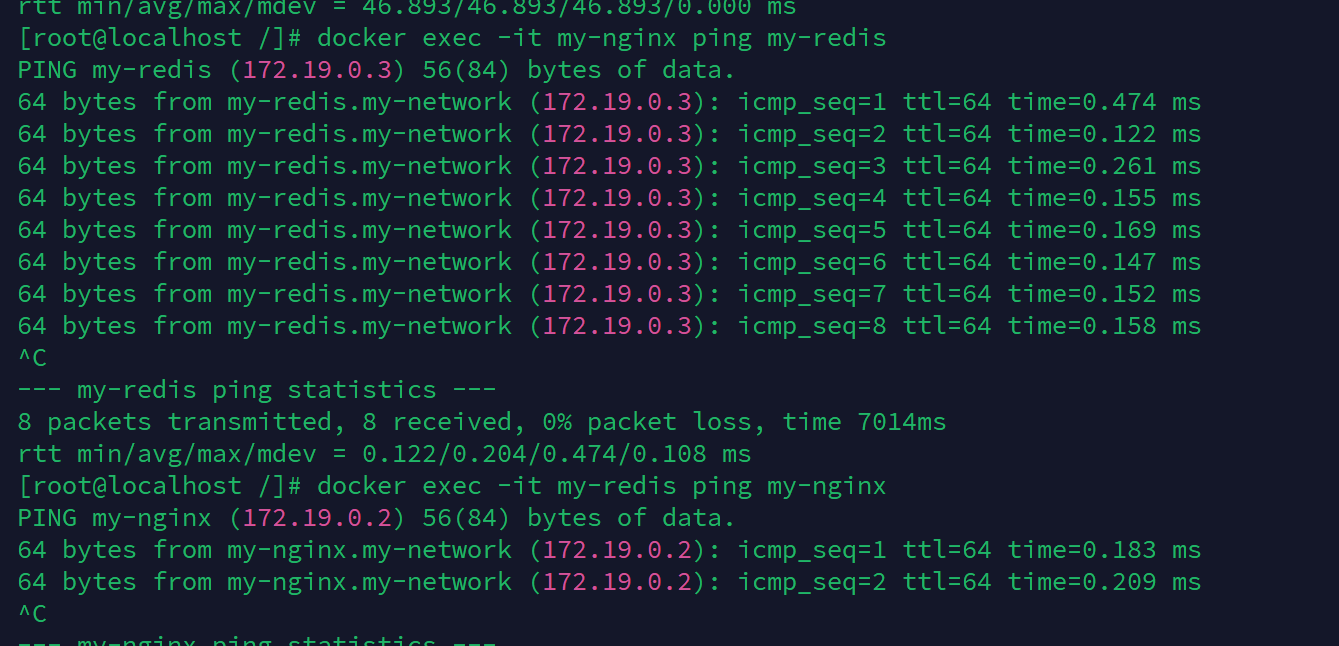 rtt min/avg/max/mdev = 46.893/46.893/46.893/0.000 ms
[root@localhost /]# docker exec -it my-nginx ping my-redis
PING my-redis (172.19.0.3) 56(84) bytes of data.
64 bytes from my-redis.my-network (172.19.0.3): icmp_seq=1 ttl=64 time=0.474 ms
64 bytes from my-redis.my-network (172.19.0.3): icmp_seq=2 ttl=64 time=0.122 ms
64 bytes from my-redis.my-network (172.19.0.3): icmp_seq=3 ttl=64 time=0.261 ms
64 bytes from my-redis.my-network (172.19.0.3): icmp_seq=4 ttl=64 time=0.155 ms
64 bytes from my-redis.my-network (172.19.0.3): icmp_seq=5 ttl=64 time=0.169 ms
64 bytes from my-redis.my-network (172.19.0.3): icmp_seq=6 ttl=64 time=0.147 ms
64 bytes from my-redis.my-network (172.19.0.3): icmp_seq=7 ttl=64 time=0.152 ms
64 bytes from my-redis.my-network (172.19.0.3): icmp_seq=8 ttl=64 time=0.158 ms
^C
--- my-redis ping statistics ---
8 packets transmitted, 8 received, 0% packet loss, time 7014ms
rtt min/avg/max/mdev = 0.122/0.204/0.474/0.108 ms
[root@localhost /]# docker exec -it my-redis ping my-nginx
PING my-nginx (172.19.0.2) 56(84) bytes of data.
64 bytes from my-nginx.my-network (172.19.0.2): icmp_seq=1 ttl=64 time=0.183 ms
64 bytes from my-nginx.my-network (172.19.0.2): icmp_seq=2 ttl=64 time=0.209 ms
^C
--- my-nginx ping statistics ---